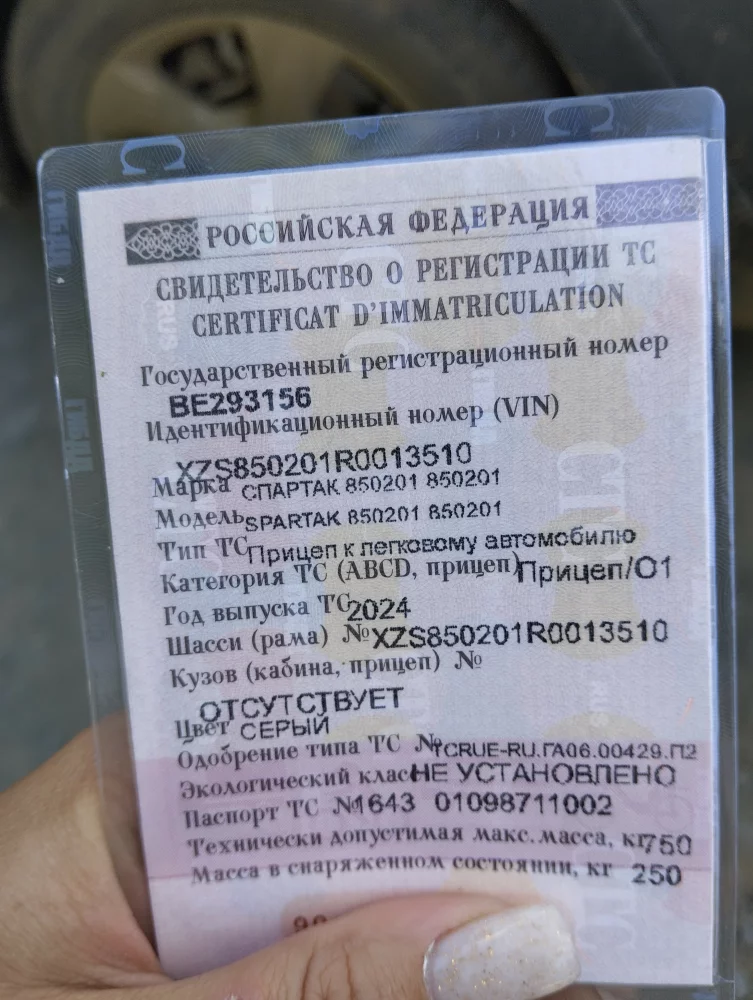 РОССИЙСКАЯ ФЕДЕРАЦИЯ
СВИДЕТЕЛЬСТВО О РЕГИСТРАЦИИ ТС
CERTIFICAT D'IMMATRICULATION
Государственный регистрационный номер
ВЕ293156
Идентификационный номер (VIN)
XZS850201R0013510
Марка СПАРТАК 850201 850201
Модель SPARTAK 850201 850201
Тип ТС Прицеп к легковому автомобилю
Категория ТС (ABCD, прицеп) Прицеп/O1
Год выпуска ТС 2024
Шасси (рама) № XZS850201R0013510
Кузов (кабина, прицеп) №
ОТСУТСТВУЕТ
Цвет СЕРЫЙ
Одобрение типа ТС № TCRUE-RU.ГА06.00429.П2
Экологический класс НЕ УСТАНОВЛЕНО
Паспорт ТС № 1643 01098711002
Технически допустимая макс. масса, кг 750
Масса в снаряженном состоянии, кг 250